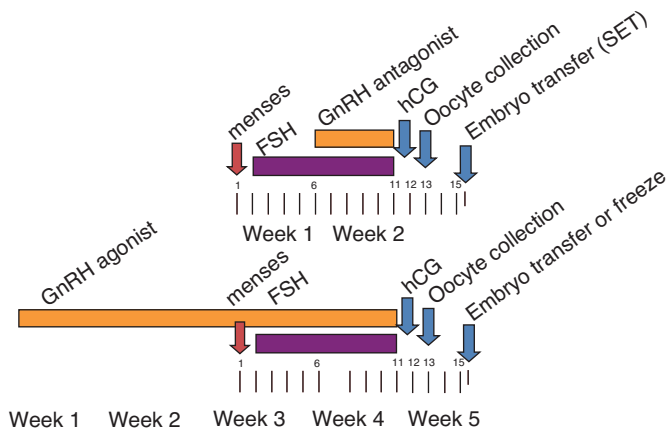 menses
FSH
GnRH antagonist
hCG
Oocyte collection
Embryo transfer (SET)
1 6 11 12 13 15
Week 1 Week 2
GnRH agonist
menses
FSH
hCG
Oocyte collection
Embryo transfer or freeze
1 6 11 12 13 15
Week 1 Week 2 Week 3 Week 4 Week 5